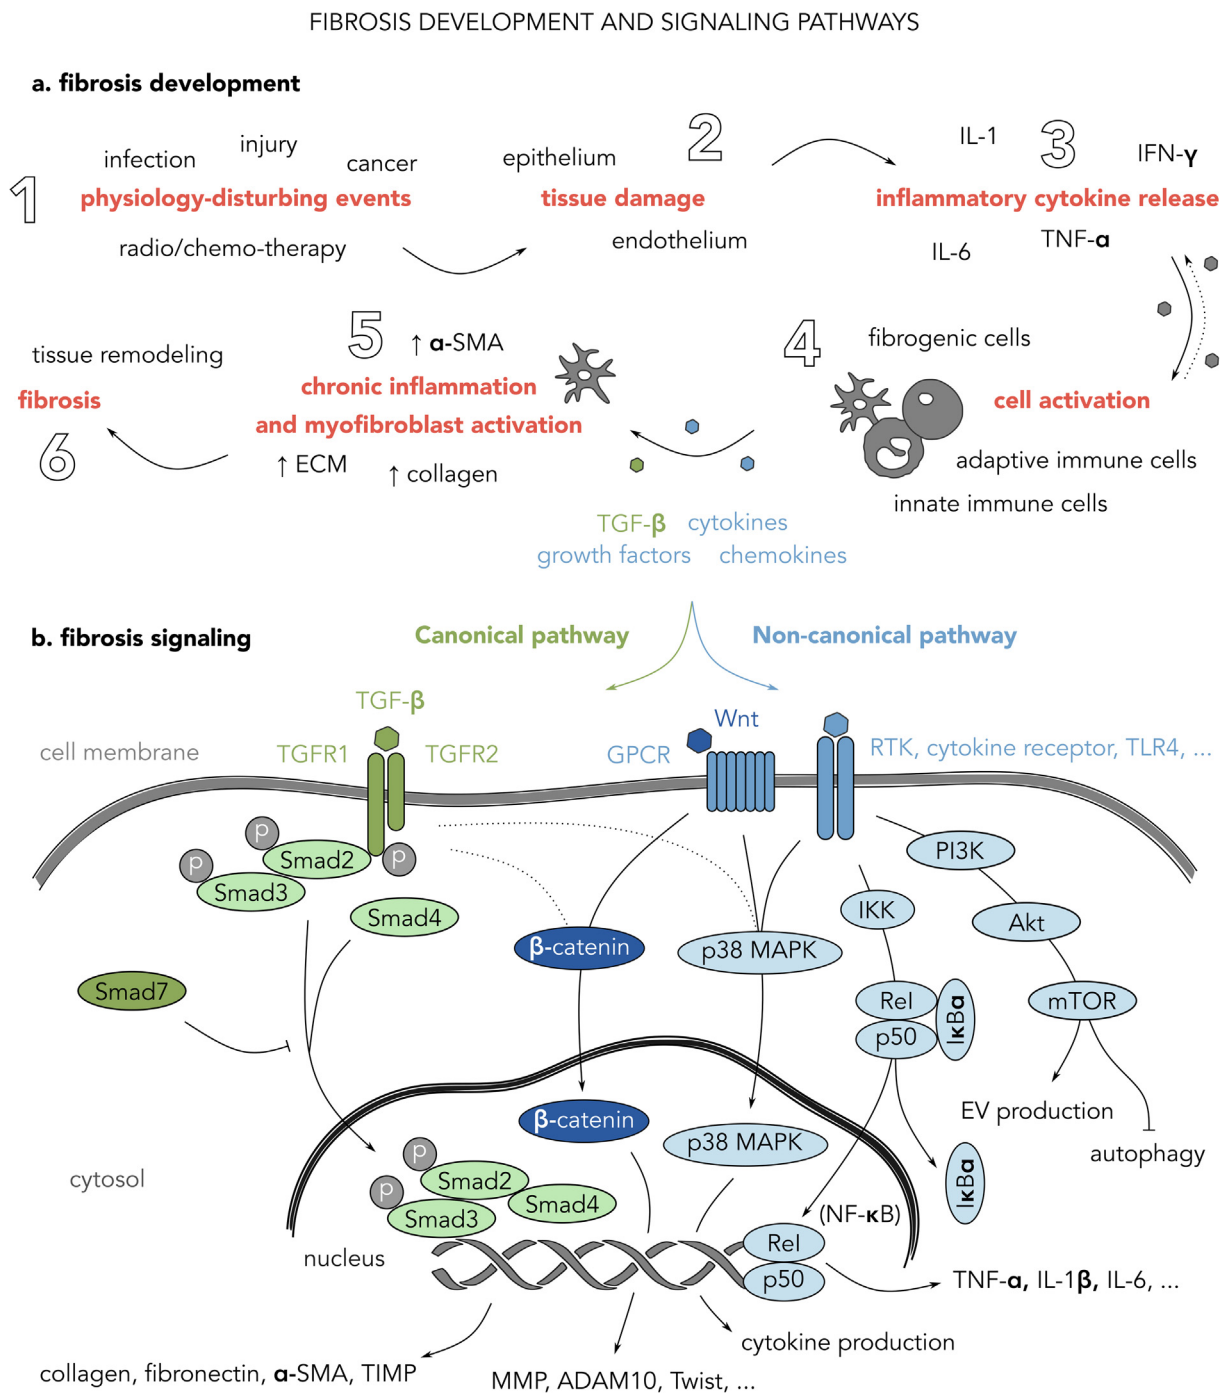 FIBROSIS DEVELOPMENT AND SIGNALING PATHWAYS
a. fibrosis development
1
infection
injury
cancer
physiology-disturbing events
radio/chemo-therapy
2
epithelium
tissue damage
endothelium
3
IL-1
IFN-γ
inflammatory cytokine release
IL-6
TNF-α
4
fibrogenic cells
cell activation
adaptive immune cells
innate immune cells
5
↑ α-SMA
chronic inflammation
and myofibroblast activation
↑ ECM
↑ collagen
tissue remodeling
fibrosis
6
TGF-β
cytokines
growth factors
chemokines
b. fibrosis signaling
Canonical pathway
Non-canonical pathway
TGF-β
cell membrane
TGFR1
TGFR2
Wnt
GPCR
RTK, cytokine receptor, TLR4, ...
p
Smad2
p
p
Smad3
Smad4
PI3K
IKK
Akt
β-catenin
p38 MAPK
Smad7
Rel
p50
IκBα
mTOR
EV production
autophagy
β-catenin
p38 MAPK
IκBα
cytosol
p
Smad2
p
Smad4
Smad3
(NF-κB)
nucleus
Rel
p50
TNF-α, IL-1β, IL-6, ...
cytokine production
collagen, fibronectin, α-SMA, TIMP
MMP, ADAM10, Twist, ...